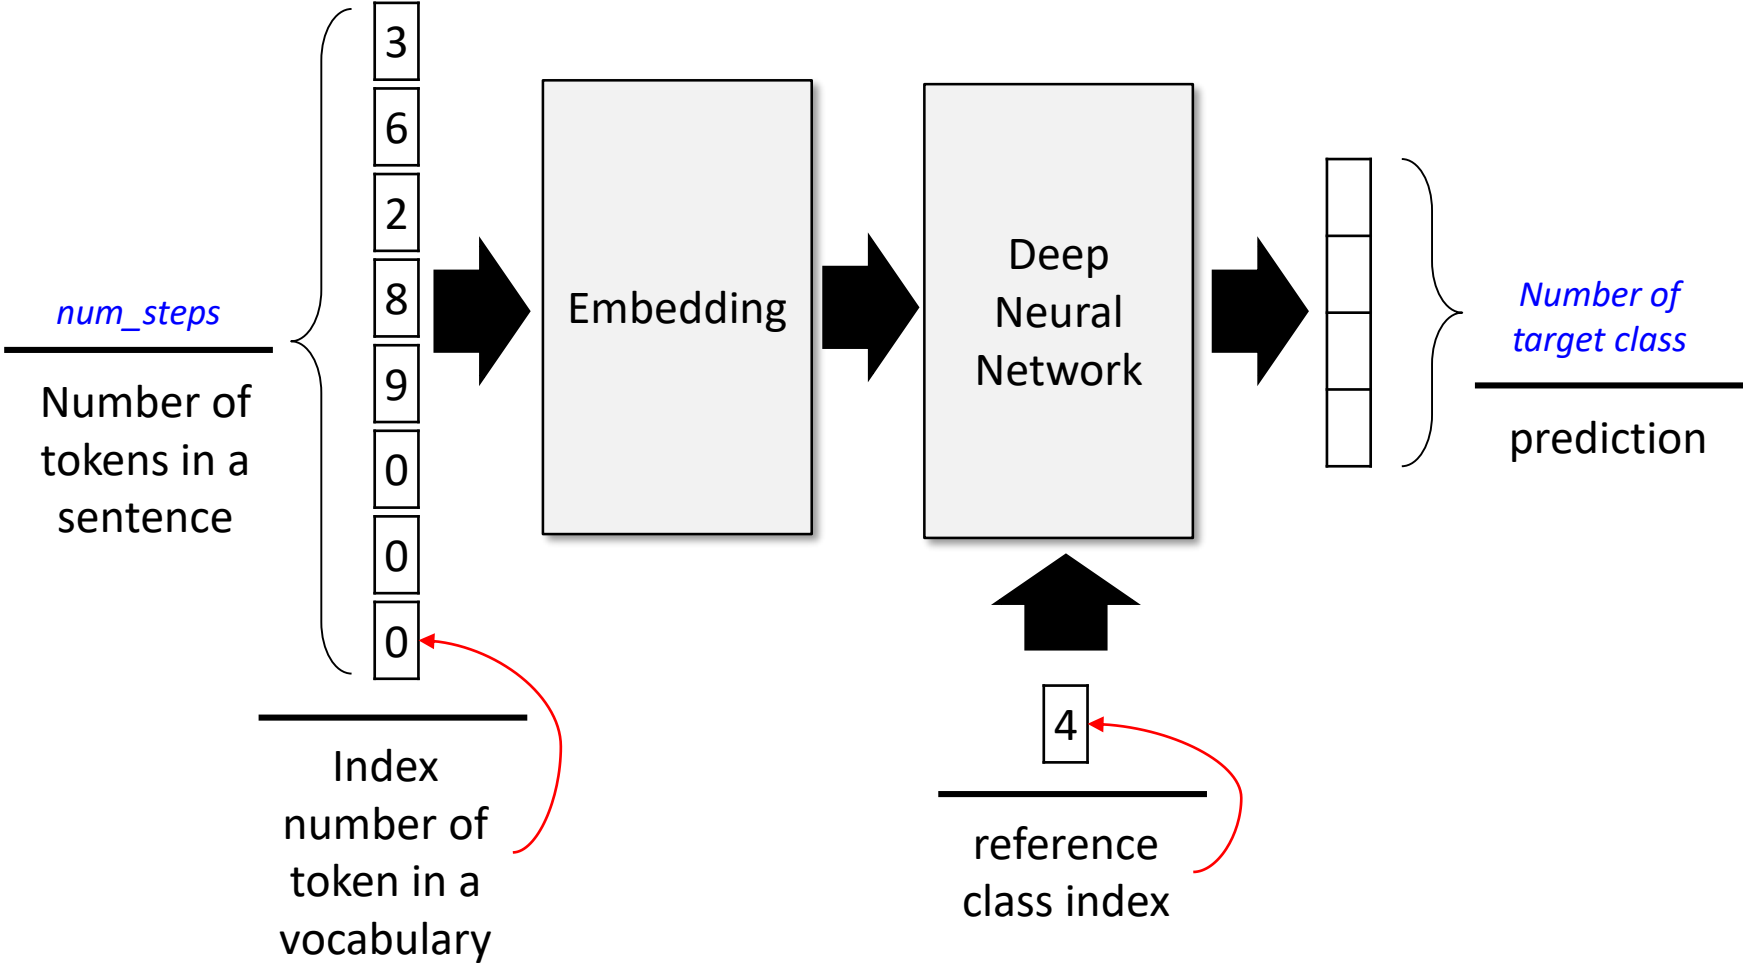 num_steps
Number of
tokens in a
sentence
3
6
2
8
9
0
0
0
Index
number of
token in a
vocabulary
Embedding
Deep
Neural
Network
4
reference
class index
Number of
target class
prediction